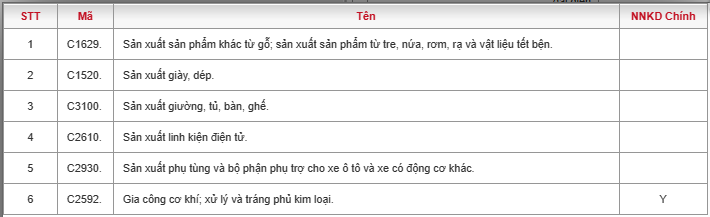 STT Mã Tên NNKD Chính
1 C1629. Sản xuất sản phẩm khác từ gỗ; sản xuất sản phẩm từ tre, nứa, rơm, rạ và vật liệu tết bện.
2 C1520. Sản xuất giày, dép.
3 C3100. Sản xuất giường, tủ, bàn, ghế.
4 C2610. Sản xuất linh kiện điện tử.
5 C2930. Sản xuất phụ tùng và bộ phận phụ trợ cho xe ô tô và xe có động cơ khác.
6 C2592. Gia công cơ khí; xử lý và tráng phủ kim loại. Y